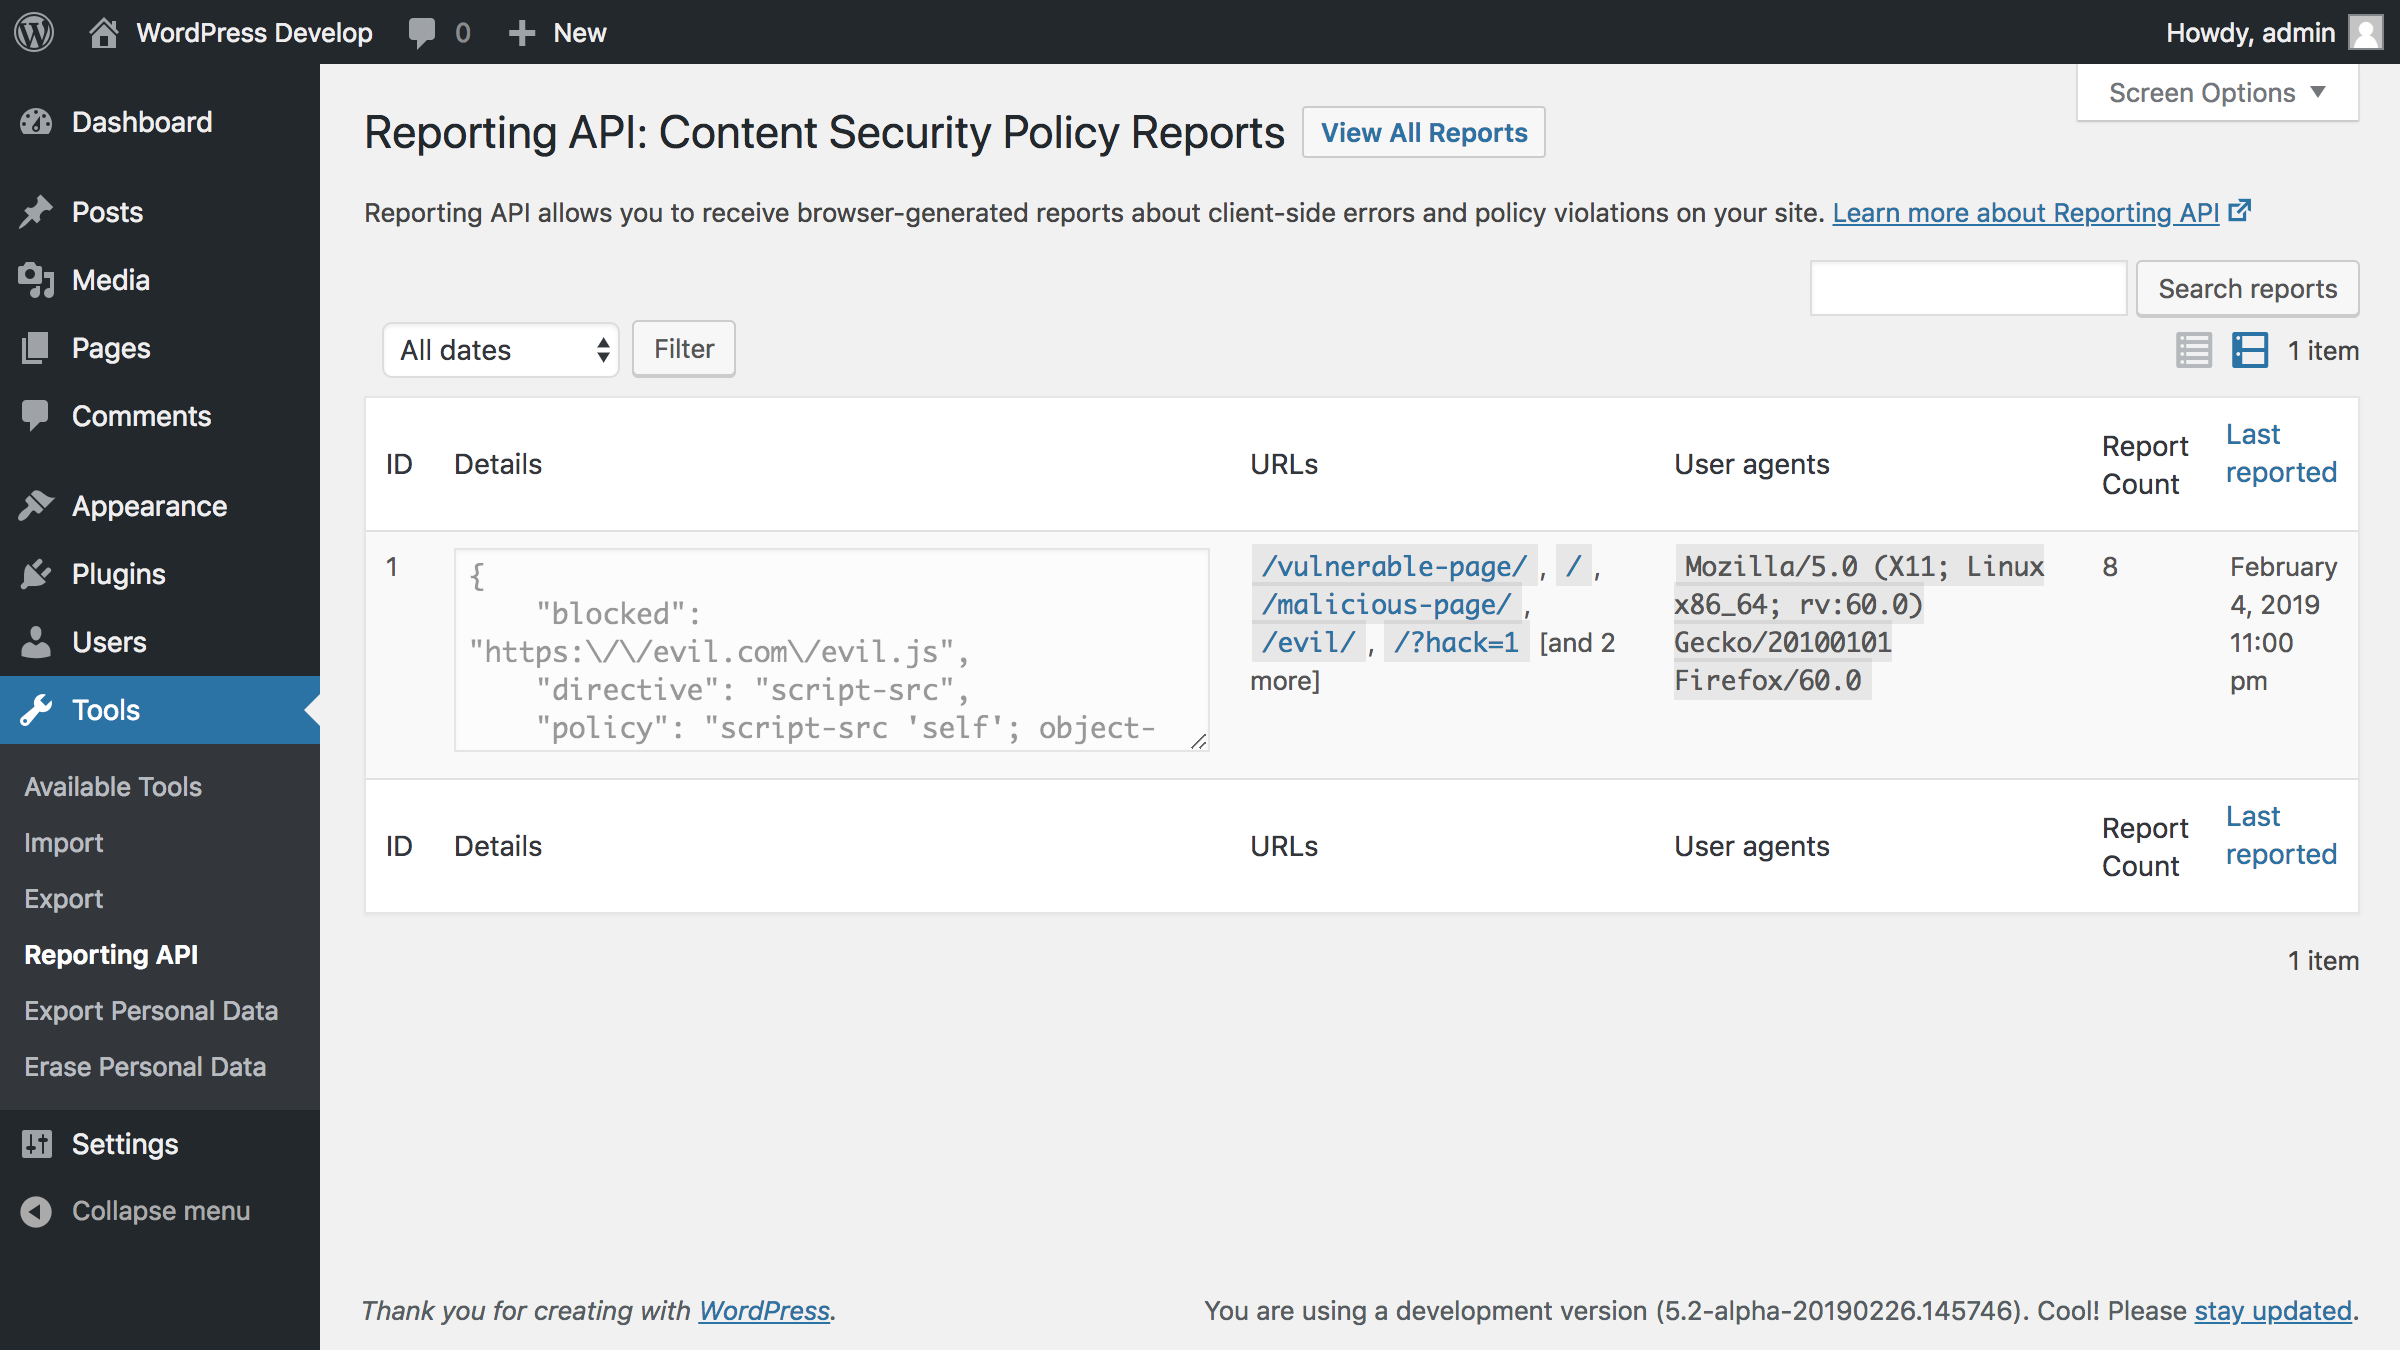 WordPress Develop 0 New Howdy, admin
Screen Options
Dashboard
Posts
Media
Pages
Comments
Appearance
Plugins
Users
Tools
Available Tools
Import
Export
Reporting API
Export Personal Data
Erase Personal Data
Settings
Collapse menu
Reporting API: Content Security Policy Reports View All Reports
Reporting API allows you to receive browser-generated reports about client-side errors and policy violations on your site. Learn more about Reporting API
Search reports
All dates Filter 1 item
ID Details URLs User agents Report Count Last reported
1
{
"blocked":
"https:\/\/evil.com\/evil.js",
"directive": "script-src",
"policy": "script-src 'self'; object-
/vulnerable-page/ , / ,
/malicious-page/ ,
/evil/ , /?hack=1 [and 2
more]
Mozilla/5.0 (X11; Linux
x86_64; rv:60.0)
Gecko/20100101
Firefox/60.0
8
February
4, 2019
11:00
pm
ID Details URLs User agents Report Count Last reported
1 item
Thank you for creating with WordPress.
You are using a development version (5.2-alpha-20190226.145746). Cool! Please stay updated.